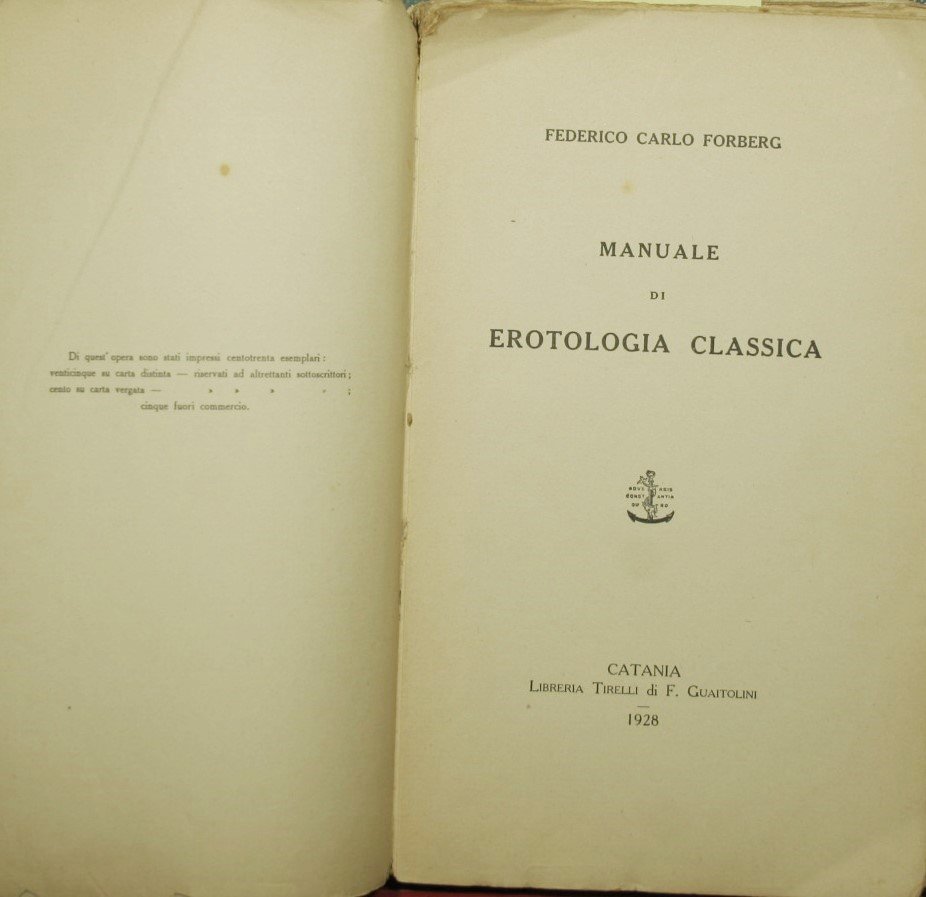 Di quest' opera sono stati impressi centotrenta esemplari:
venticinque su carta distinta — riservati ad altrettanti sottoscrittori;
cento su carta vergata — » » » » ;
cinque fuori commercio.
FEDERICO CARLO FORBERG
MANUALE
DI
EROTOLOGIA CLASSICA
CATANIA
LIBRERIA TIRELLI di F. GUAITOLINI
1928